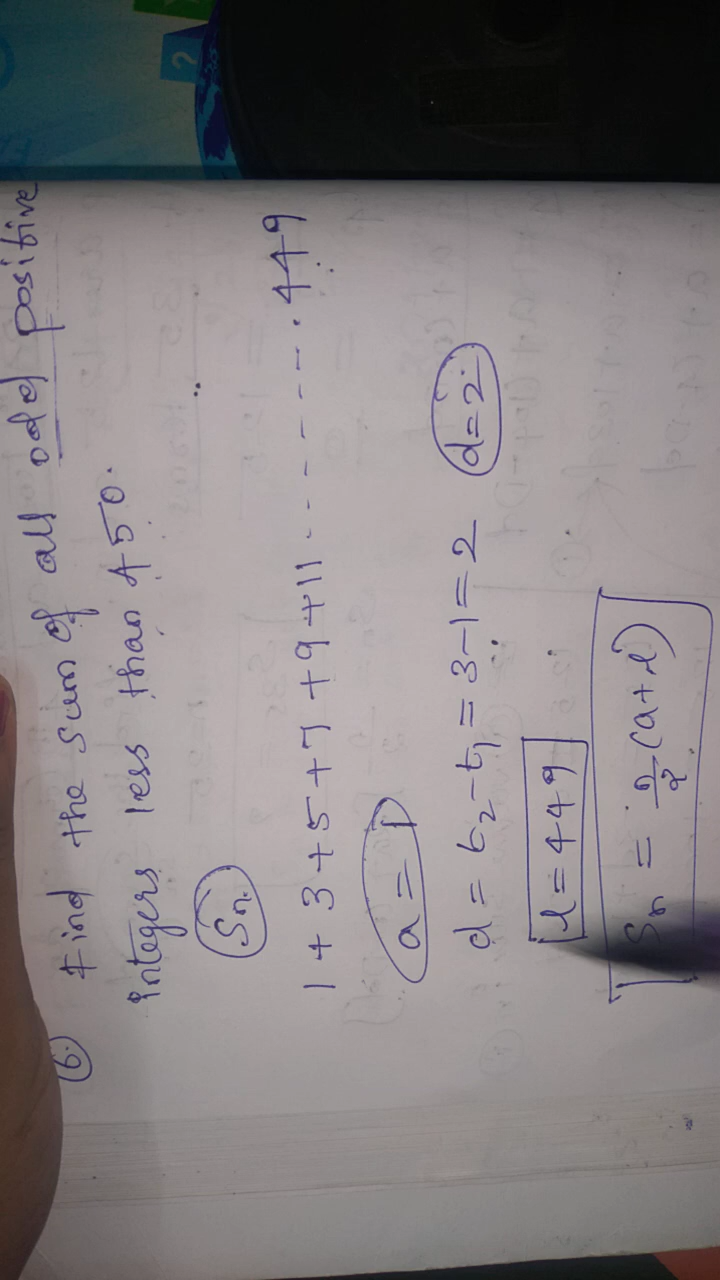 6. Find the sum of all odd positive
integers less than 450.
Sn.
1 + 3 + 5 + 7 + 9 + 11 . . - - - - - . 449
a = 1
d = t₂ - t₁ = 3 - 1 = 2 d = 2
l = 449
Sn = n/2 (a + l)